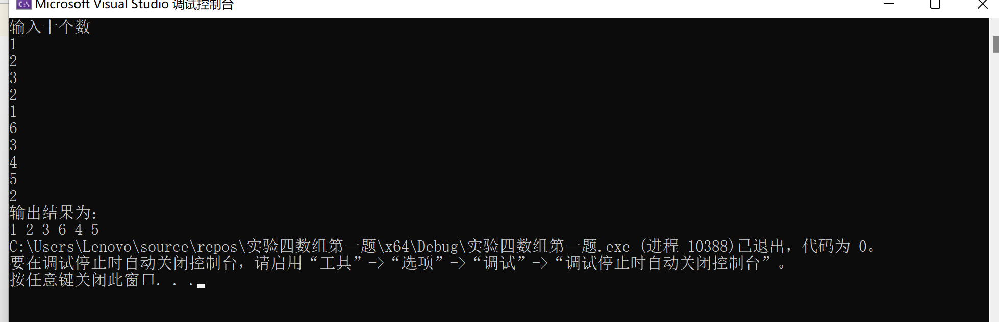 Microsoft Visual Studio 调试控制台
输入十个数
1
2
3
2
1
6
3
4
5
2
输出结果为：
1 2 3 6 4 5
C:\Users\Lenovo\source\repos\实验四数组第一题\x64\Debug\实验四数组第一题.exe (进程 10388)已退出，代码为 0。
要在调试停止时自动关闭控制台，请启用“工具”->“选项”->“调试”->“调试停止时自动关闭控制台”。
按任意键关闭此窗口. . .